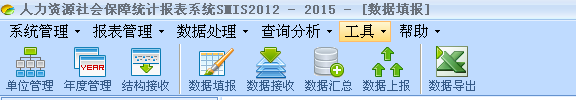 人力资源社会保障统计报表系统SMIS2012 - 2015 - [数据填报]
系统管理 报表管理 数据处理 查询分析 工具 帮助
YEAR
单位管理 年度管理 结构接收 数据填报 数据接收 数据汇总 数据上报 数据导出